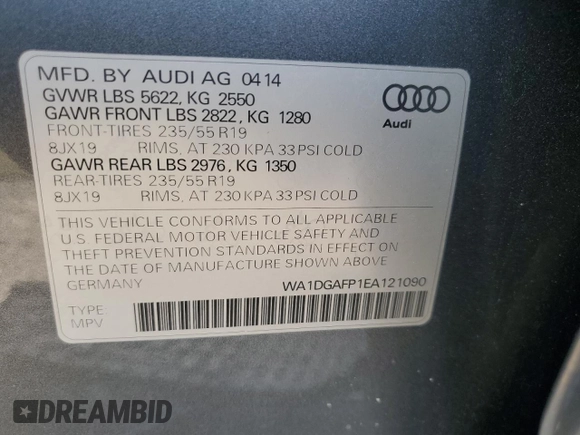 MFD. BY AUDI AG 0414
GVWR LBS 5622, KG 2550
GAWR FRONT LBS 2822, KG 1280
FRONT-TIRES 235/55 R19
8JX19 RIMS, AT 230 KPA 33 PSI COLD
GAWR REAR LBS 2976, KG 1350
REAR-TIRES 235/55 R19
8JX19 RIMS, AT 230 KPA 33 PSI COLD
THIS VEHICLE CONFORMS TO ALL APPLICABLE
U.S. FEDERAL MOTOR VEHICLE SAFETY AND
THEFT PREVENTION STANDARDS IN EFFECT ON
THE DATE OF MANUFACTURE SHOWN ABOVE.
GERMANY WA1DGAFP1EA121090
TYPE:
MPV
Audi
DREAMBID